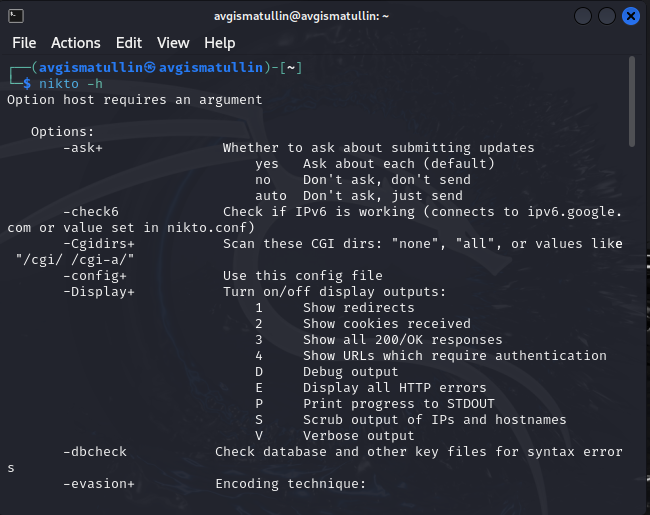 avgismatullin@avgismatullin: ~
File Actions Edit View Help
┌──(avgismatullin㉿avgismatullin)-[~]
└─$ nikto -h
Option host requires an argument
Options:
-ask+ Whether to ask about submitting updates
yes Ask about each (default)
no Don't ask, don't send
auto Don't ask, just send
-check6 Check if IPv6 is working (connects to ipv6.google.
com or value set in nikto.conf)
-Cgidirs+ Scan these CGI dirs: "none", "all", or values like
"/cgi/ /cgi-a/"
-config+ Use this config file
-Display+ Turn on/off display outputs:
1 Show redirects
2 Show cookies received
3 Show all 200/OK responses
4 Show URLs which require authentication
D Debug output
E Display all HTTP errors
P Print progress to STDOUT
S Scrub output of IPs and hostnames
V Verbose output
-dbcheck Check database and other key files for syntax error
s
-evasion+ Encoding technique: